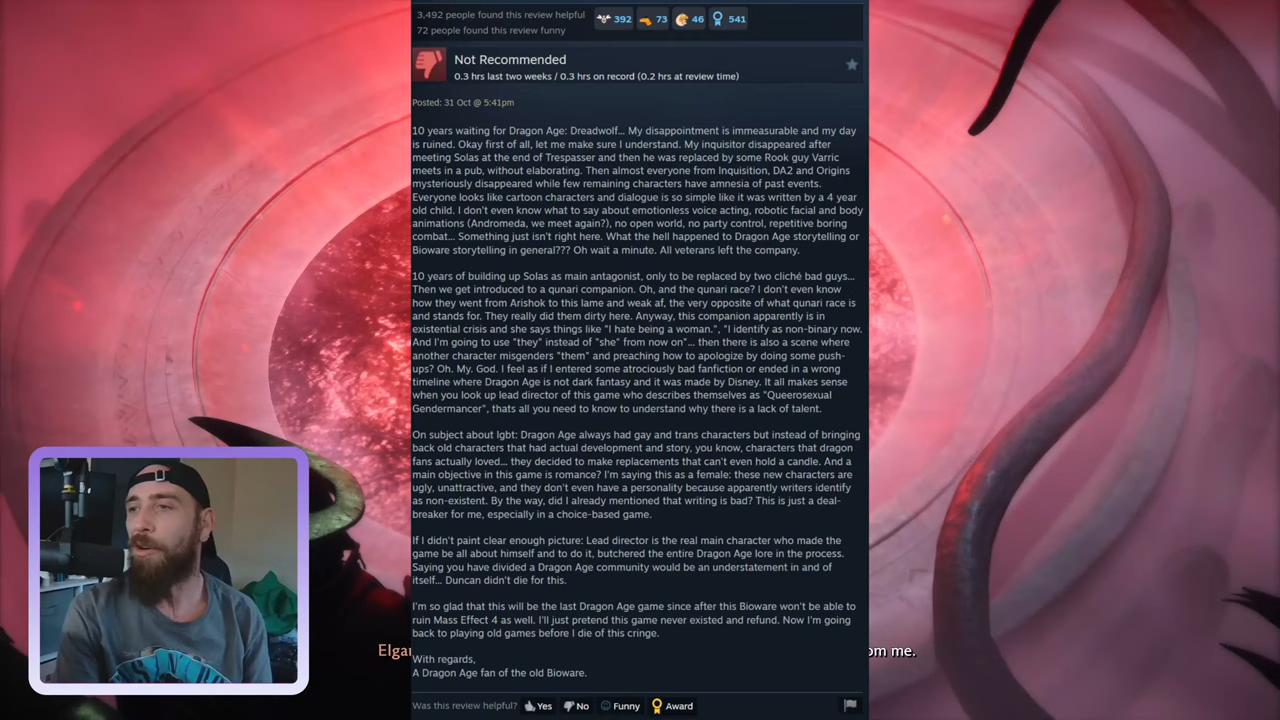 3,492 people found this review helpful
72 people found this review funny
392
73
46
541
Not Recommended
0.3 hrs last two weeks / 0.3 hrs on record (0.2 hrs at review time)
Posted: 31 Oct @ 5:41pm
10 years waiting for Dragon Age: Dreadwolf... My disappointment is immeasurable and my day
is ruined. Okay first of all, let me make sure I understand. My inquisitor disappeared after
meeting Solas at the end of Trespasser and then he was replaced by some Rook guy Varric
meets in a pub, without elaborating. Then almost everyone from Inquisition, DA2 and Origins
mysteriously disappeared while few remaining characters have amnesia of past events.
Everyone looks like cartoon characters and dialogue is so simple like it was written by a 4 year
old child. I don't even know what to say about emotionless voice acting, robotic facial and body
animations (Andromeda, we meet again?), no open world, no party control, repetitive boring
combat... Something just isn't right here. What the hell happened to Dragon Age storytelling or
Bioware storytelling in general??? Oh wait a minute. All veterans left the company.
10 years of building up Solas as main antagonist, only to be replaced by two cliché bad guys...
Then we get introduced to a qunari companion. Oh, and the qunari race? I don't even know
how they went from Arishok to this lame and weak af, the very opposite of what qunari race is
and stands for. They really did them dirty here. Anyway, this companion apparently is in
existential crisis and she says things like "I hate being a woman.", "I identify as non-binary now.
And I'm going to use "they" instead of "she" from now on"... then there is also a scene where
another character misgenders "them" and preaching how to apologize by doing some push-
ups? Oh. My. God. I feel as if I entered some atrociously bad fanfiction or ended in a wrong
timeline where Dragon Age is not dark fantasy and it was made by Disney. It all makes sense
when you look up lead director of this game who describes themselves as "Queerosexual
Gendermancer", thats all you need to know to understand why there is a lack of talent.
On subject about lgbt: Dragon Age always had gay and trans characters but instead of bringing
back old characters that had actual development and story, you know, characters that dragon
fans actually loved... they decided to make replacements that can't even hold a candle. And a
main objective in this game is romance? I'm saying this as a female: these new characters are
ugly, unattractive, and they don't even have a personality because apparently writers identify
as non-existent. By the way, did I already mentioned that writing is bad? This is just a deal-
breaker for me, especially in a choice-based game.
If I didn't paint clear enough picture: Lead director is the real main character who made the
game be all about himself and to do it, butchered the entire Dragon Age lore in the process.
Saying you have divided a Dragon Age community would be an understatement in and of
itself... Duncan didn't die for this.
I'm so glad that this will be the last Dragon Age game since after this Bioware won't be able to
ruin Mass Effect 4 as well. I'll just pretend this game never existed and refund. Now I'm going
back to playing old games before I die of this cringe.
Elgar
om me.
With regards,
A Dragon Age fan of the old Bioware.
Was this review helpful? Yes No Funny Award